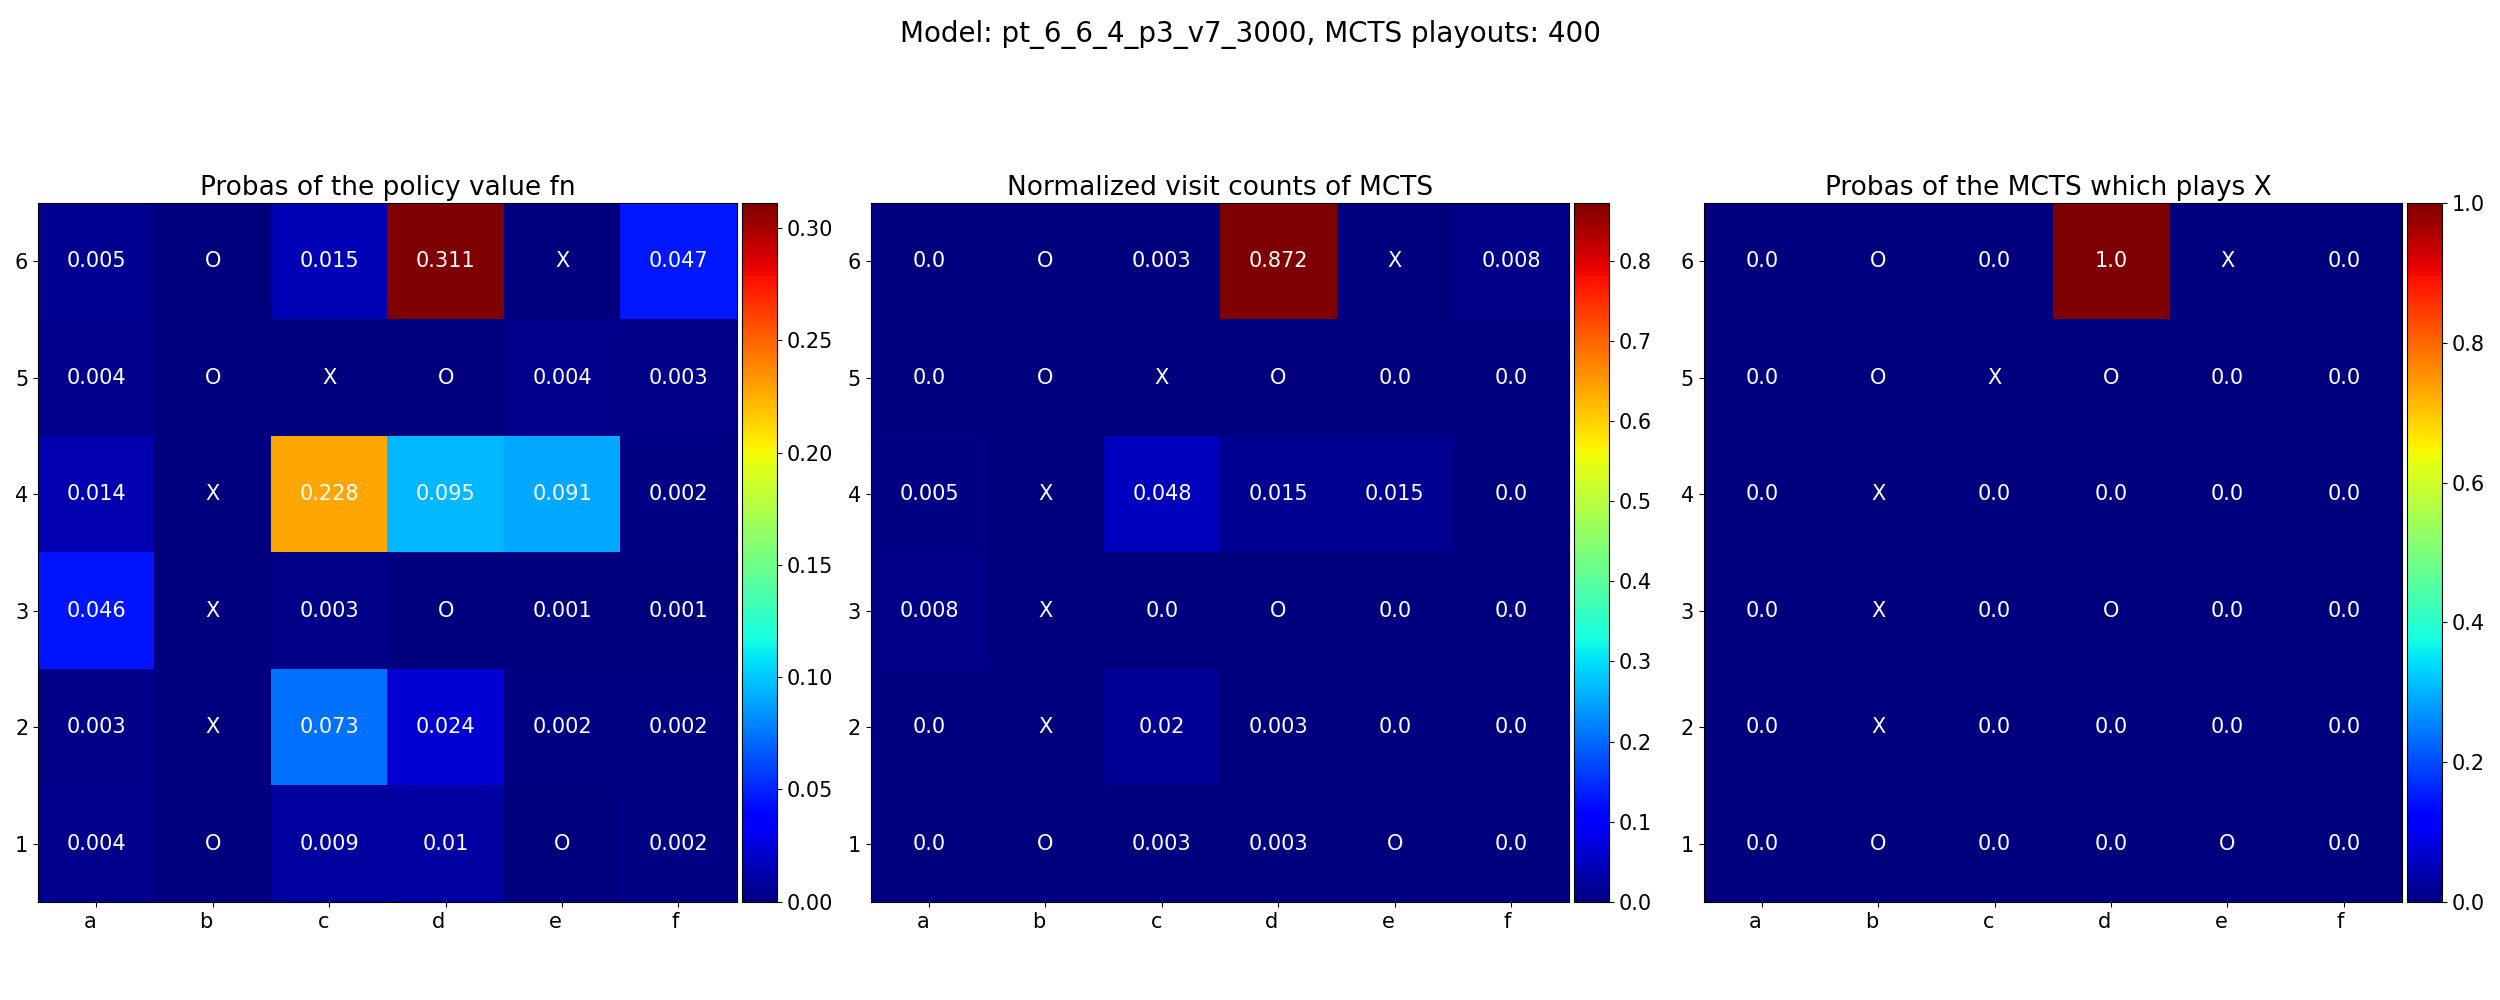 Model: pt_6_6_4_p3_v7_3000, MCTS playouts: 400
Probas of the policy value fn
6 0.005 O 0.015 0.311 X 0.047
5 0.004 O X O 0.004 0.003
4 0.014 X 0.228 0.095 0.091 0.002
3 0.046 X 0.003 O 0.001 0.001
2 0.003 X 0.073 0.024 0.002 0.002
1 0.004 O 0.009 0.01 O 0.002
a b c d e f
0.30
0.25
0.20
0.15
0.10
0.05
0.00
Normalized visit counts of MCTS
6 0.0 O 0.003 0.872 X 0.008
5 0.0 O X O 0.0 0.0
4 0.005 X 0.048 0.015 0.015 0.0
3 0.008 X 0.0 O 0.0 0.0
2 0.0 X 0.02 0.003 0.0 0.0
1 0.0 O 0.003 0.003 O 0.0
a b c d e f
0.8
0.7
0.6
0.5
0.4
0.3
0.2
0.1
0.0
Probas of the MCTS which plays X
6 0.0 O 0.0 1.0 X 0.0
5 0.0 O X O 0.0 0.0
4 0.0 X 0.0 0.0 0.0 0.0
3 0.0 X 0.0 O 0.0 0.0
2 0.0 X 0.0 0.0 0.0 0.0
1 0.0 O 0.0 0.0 O 0.0
a b c d e f
1.0
0.8
0.6
0.4
0.2
0.0